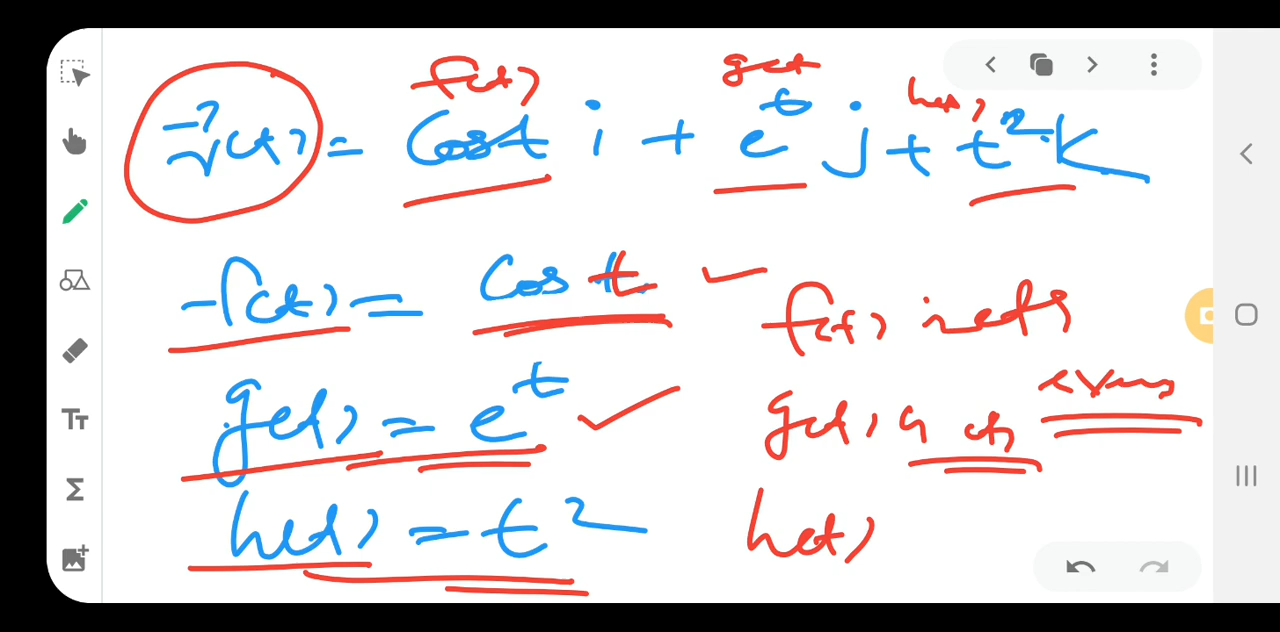 f(t) g(t) h(t)
r(t) = Cost i + e^t j + t^2 k
f(t) = Cos t f(t)
g(t) = e^t g(t)
h(t) = t^2 h(t)